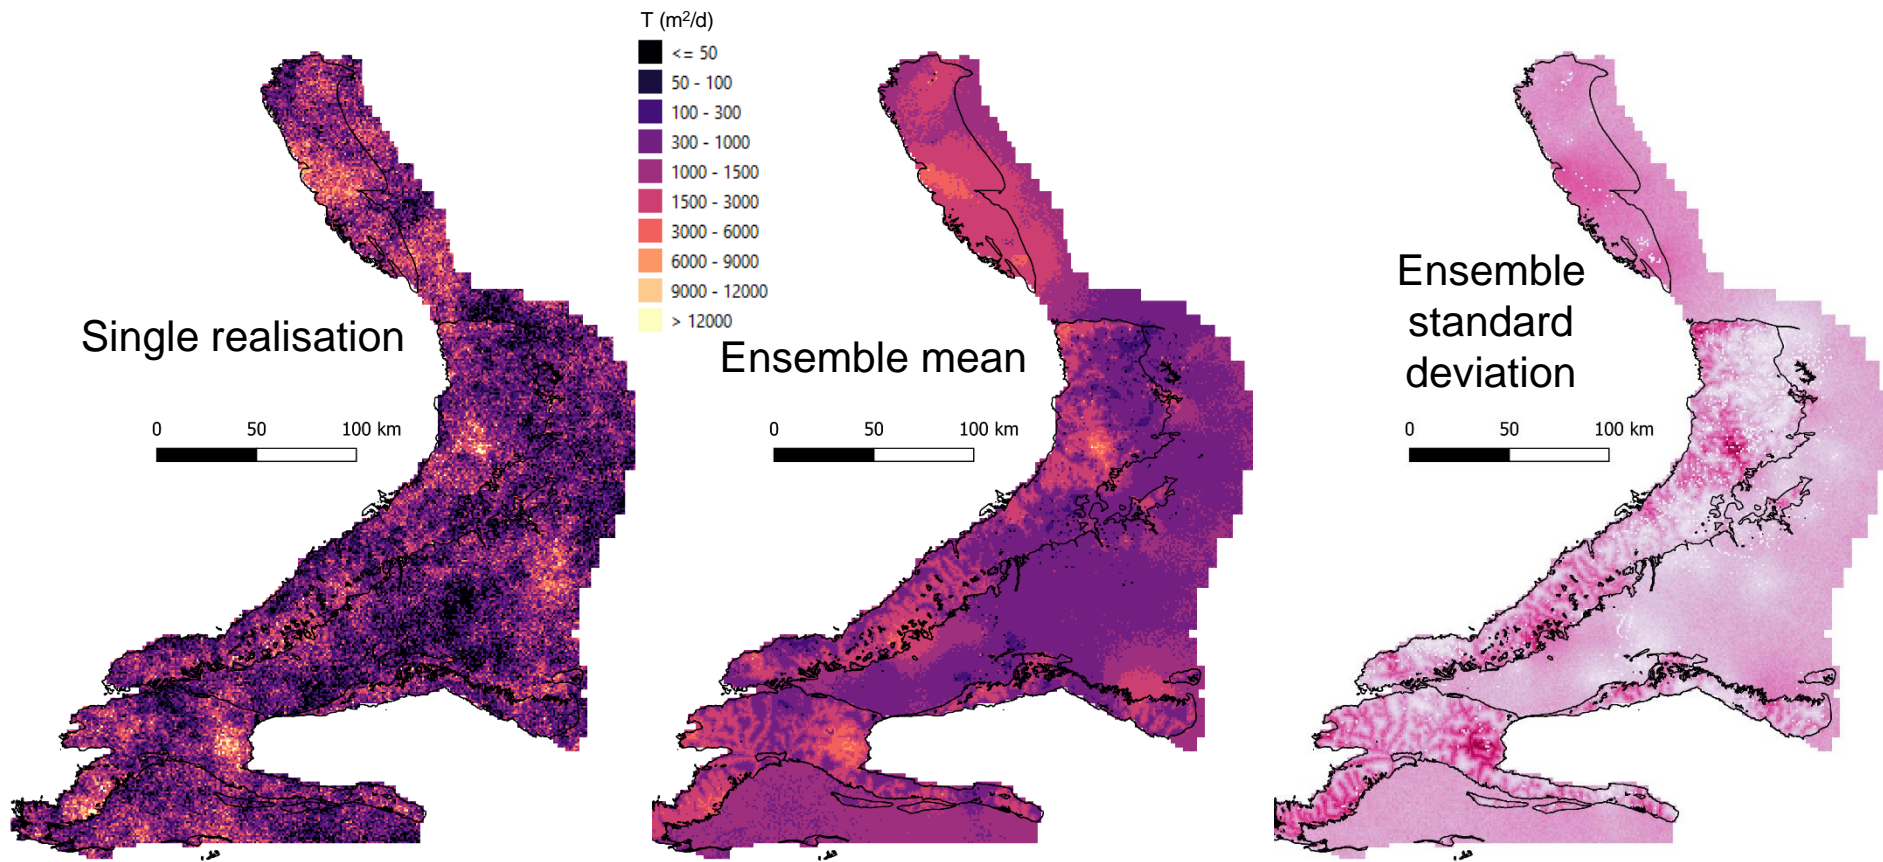 T (m²/d)
<= 50
50 - 100
100 - 300
300 - 1000
1000 - 1500
1500 - 3000
3000 - 6000
6000 - 9000
9000 - 12000
> 12000
Single realisation
0 50 100 km
Ensemble mean
0 50 100 km
Ensemble
standard
deviation
0 50 100 km